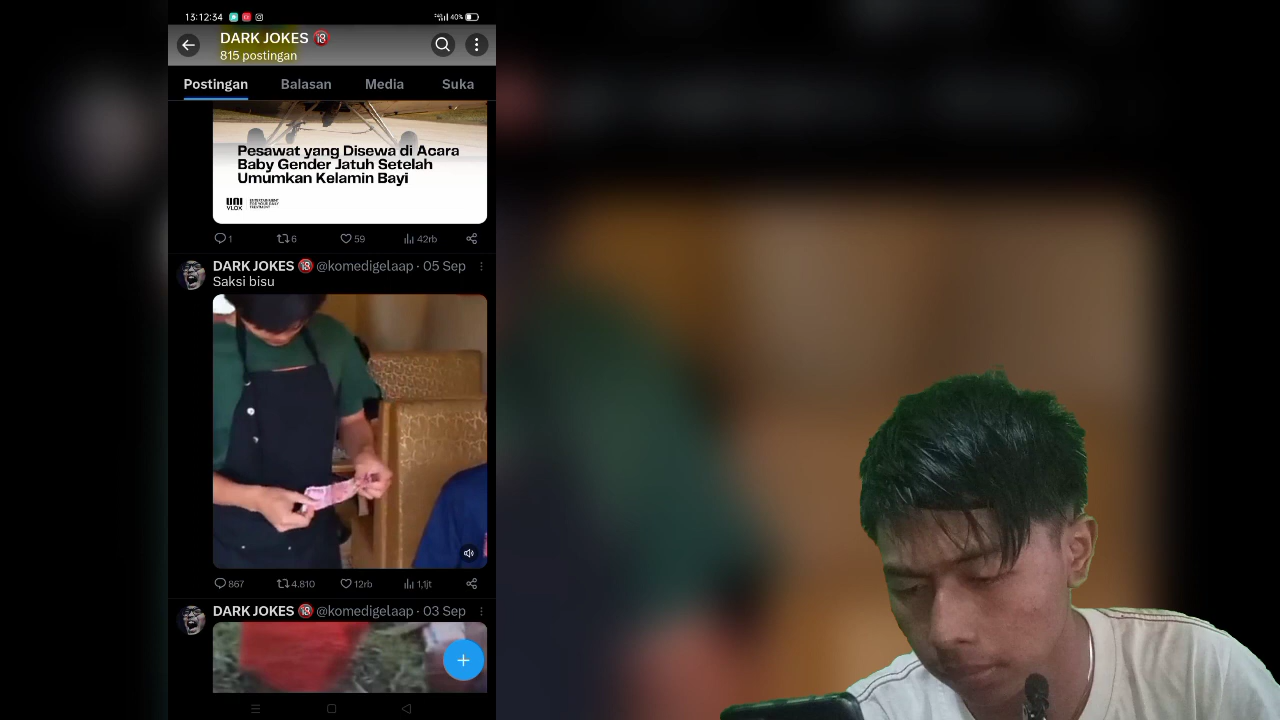 13:12:34
40%
DARK JOKES 🔞
815 postingan
Postingan Balasan Media Suka
Pesawat yang Disewa di Acara
Baby Gender Jatuh Setelah
Umumkan Kelamin Bayi
UNI
VLOX
1 6 59 42rb
DARK JOKES 🔞 @komedigelaap · 05 Sep
Saksi bisu
867 4.810 12rb 1,1jt
DARK JOKES 🔞 @komedigelaap · 03 Sep